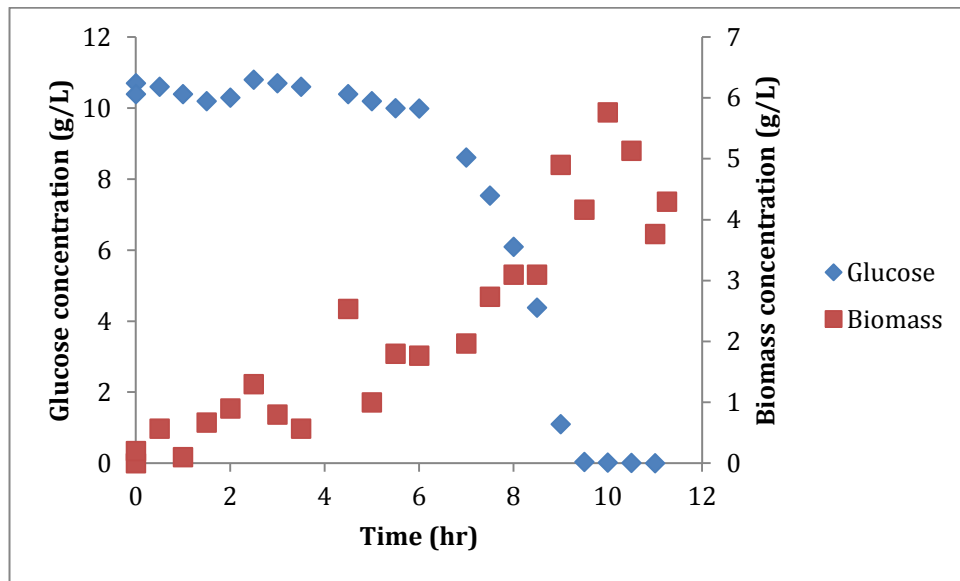 Glucose concentration (g/L)
12
10
8
6
4
2
0
0 2 4 6 8 10 12
Time (hr)
7
6
5
4
3
2
1
0
Biomass concentration (g/L)
Glucose
Biomass